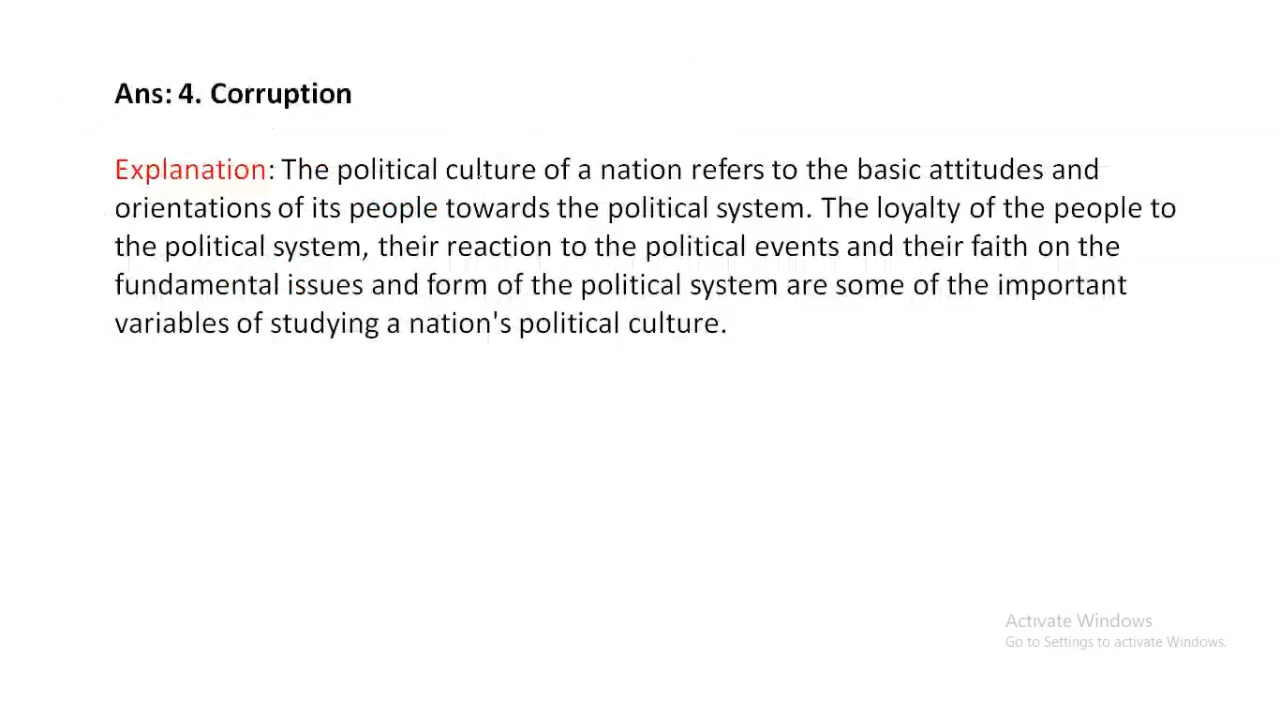 Ans: 4. Corruption
Explanation: The political culture of a nation refers to the basic attitudes and
orientations of its people towards the political system. The loyalty of the people to
the political system, their reaction to the political events and their faith on the
fundamental issues and form of the political system are some of the important
variables of studying a nation's political culture.
Activate Windows
Go to Settings to activate Windows.